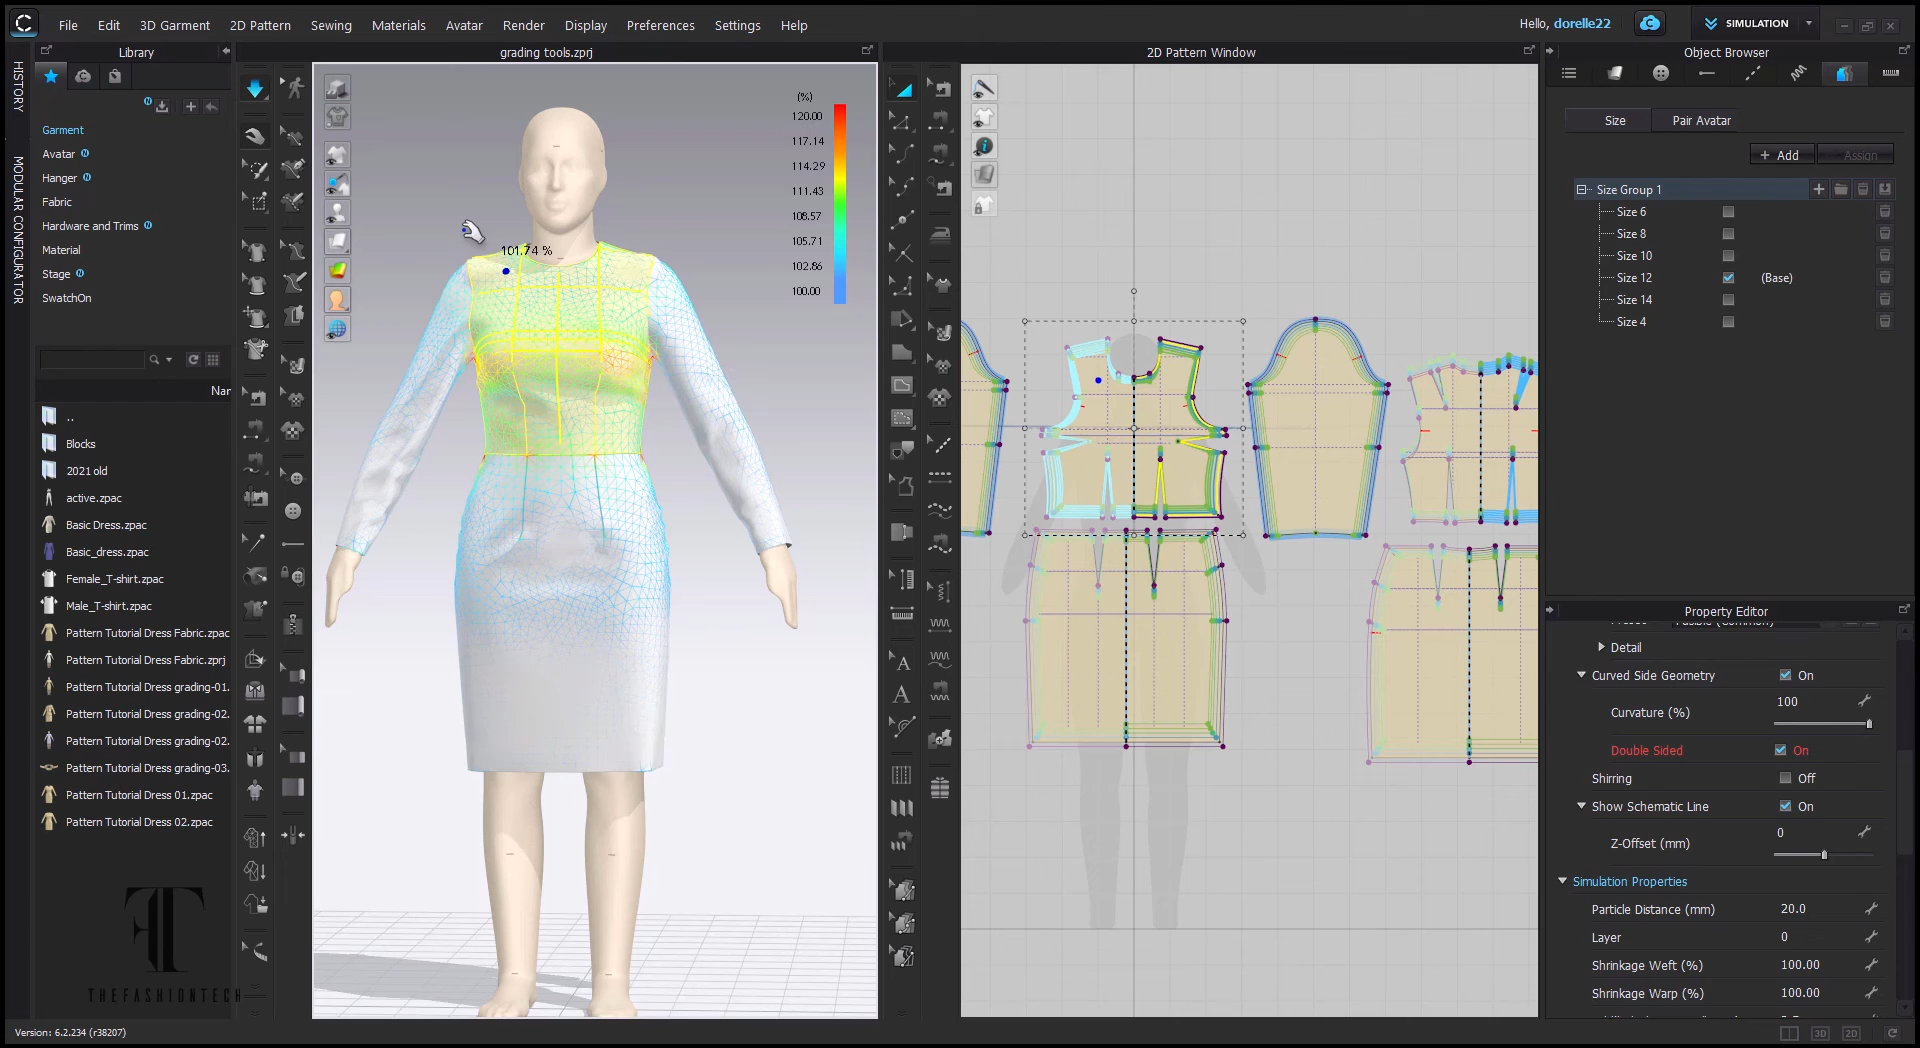 File Edit 3D Garment 2D Pattern Sewing Materials Avatar Render Display Preferences Settings Help
Hello, dorelle22
SIMULATION
HISTORY
MODULAR CONFIGURATOR
Library
Garment
Avatar
Hanger
Fabric
Hardware and Trims
Material
Stage
SwatchOn
Nar
..
Blocks
2021 old
active.zpac
Basic Dress.zpac
Basic_dress.zpac
Female_T-shirt.zpac
Male_T-shirt.zpac
Pattern Tutorial Dress Fabric.zpac
Pattern Tutorial Dress Fabric.zprj
Pattern Tutorial Dress grading-01.
Pattern Tutorial Dress grading-02.
Pattern Tutorial Dress grading-02.
Pattern Tutorial Dress grading-03.
Pattern Tutorial Dress 01.zpac
Pattern Tutorial Dress 02.zpac
THEFASHIONTECH
Version: 6.2.234 (r38207)
grading tools.zprj
(%)
120.00
117.14
114.29
111.43
108.57
105.71
102.86
100.00
101.74 %
2D Pattern Window
Object Browser
Size Pair Avatar
+ Add Assign
Size Group 1
Size 6
Size 8
Size 10
Size 12 (Base)
Size 14
Size 4
Property Editor
Detail
Curved Side Geometry On
Curvature (%) 100
Double Sided On
Shirring Off
Show Schematic Line On
Z-Offset (mm) 0
Simulation Properties
Particle Distance (mm) 20.0
Layer 0
Shrinkage Weft (%) 100.00
Shrinkage Warp (%) 100.00
3D 2D